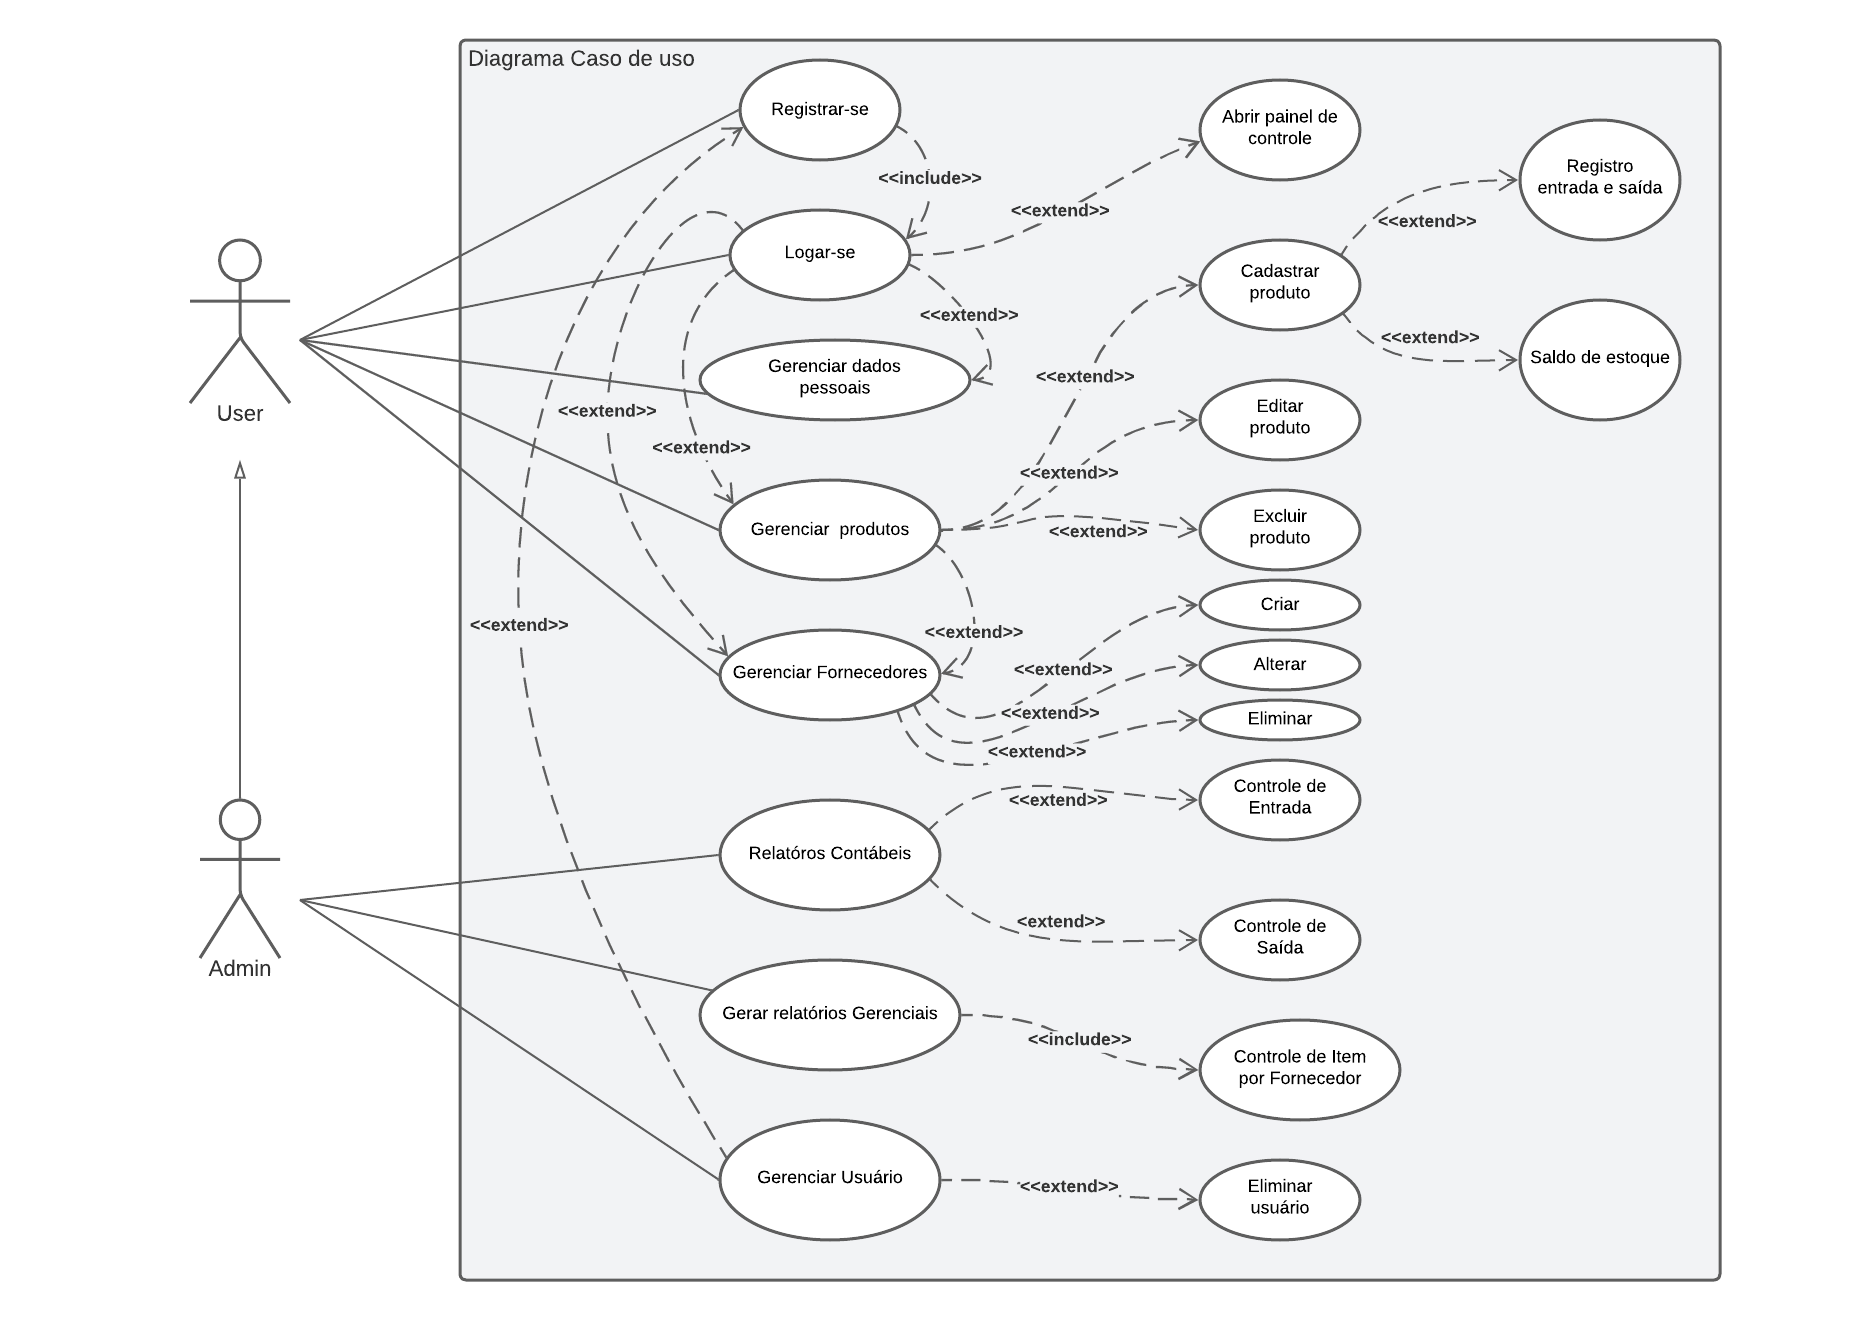 Diagrama Caso de uso
Registrar-se
Abrir painel de
controle
Registro
entrada e saída
<<include>>
<<extend>>
<<extend>>
Logar-se
Cadastrar
produto
<<extend>>
<<extend>>
Saldo de estoque
User
Gerenciar dados
pessoais
<<extend>>
<<extend>>
<<extend>>
Editar
produto
<<extend>>
Gerenciar  produtos
<<extend>>
Excluir
produto
<<extend>>
<<extend>>
Criar
Gerenciar Fornecedores
<<extend>>
<<extend>>
Alterar
<<extend>>
Eliminar
<<extend>>
Controle de
Entrada
<<extend>>
Relatóros Contábeis
<extend>>
Controle de
Saída
Admin
Gerar relatórios Gerenciais
<<include>>
Controle de Item
por Fornecedor
Gerenciar Usuário
<<extend>>
Eliminar
usuário